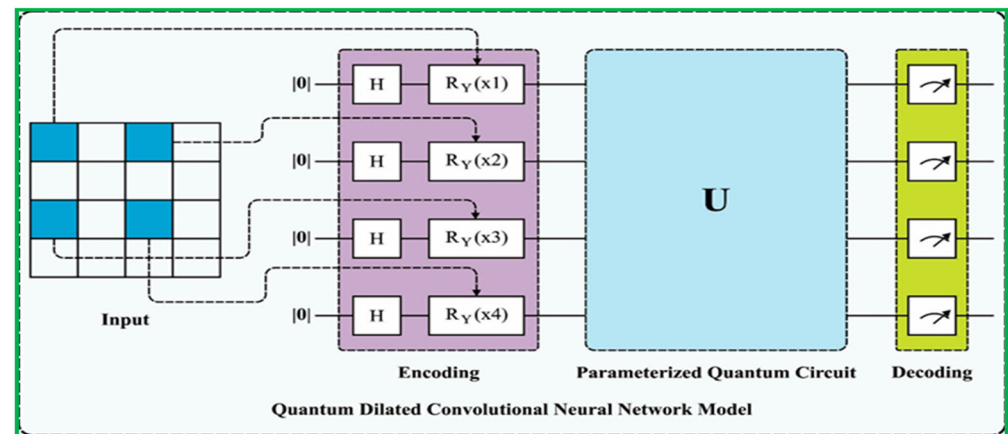 |0| H R_Y(x1)
|0| H R_Y(x2)
|0| H R_Y(x3)
|0| H R_Y(x4)
U
Input
Encoding Parameterized Quantum Circuit Decoding
Quantum Dilated Convolutional Neural Network Model